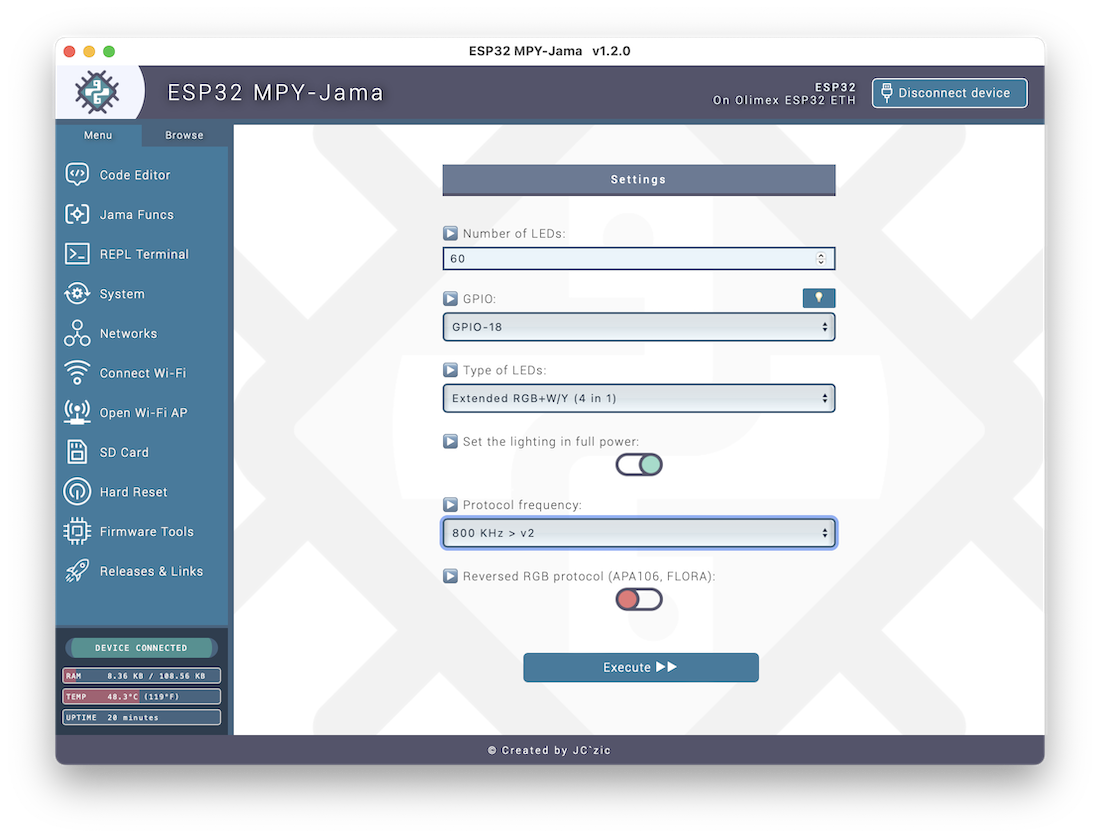 ESP32 MPY-Jama v1.2.0
ESP32 MPY-Jama
ESP32
On Olimex ESP32 ETH
Disconnect device
Menu
Browse
Code Editor
Jama Funcs
REPL Terminal
System
Networks
Connect Wi-Fi
Open Wi-Fi AP
SD Card
Hard Reset
Firmware Tools
Releases & Links
DEVICE CONNECTED
RAM 8.36 KB / 108.56 KB
TEMP 48.3°C (119°F)
UPTIME 20 minutes
Settings
Number of LEDs:
60
GPIO:
GPIO-18
Type of LEDs:
Extended RGB+W/Y (4 in 1)
Set the lighting in full power:
Protocol frequency:
800 KHz > v2
Reversed RGB protocol (APA106, FLORA):
Execute
© Created by JC`zic